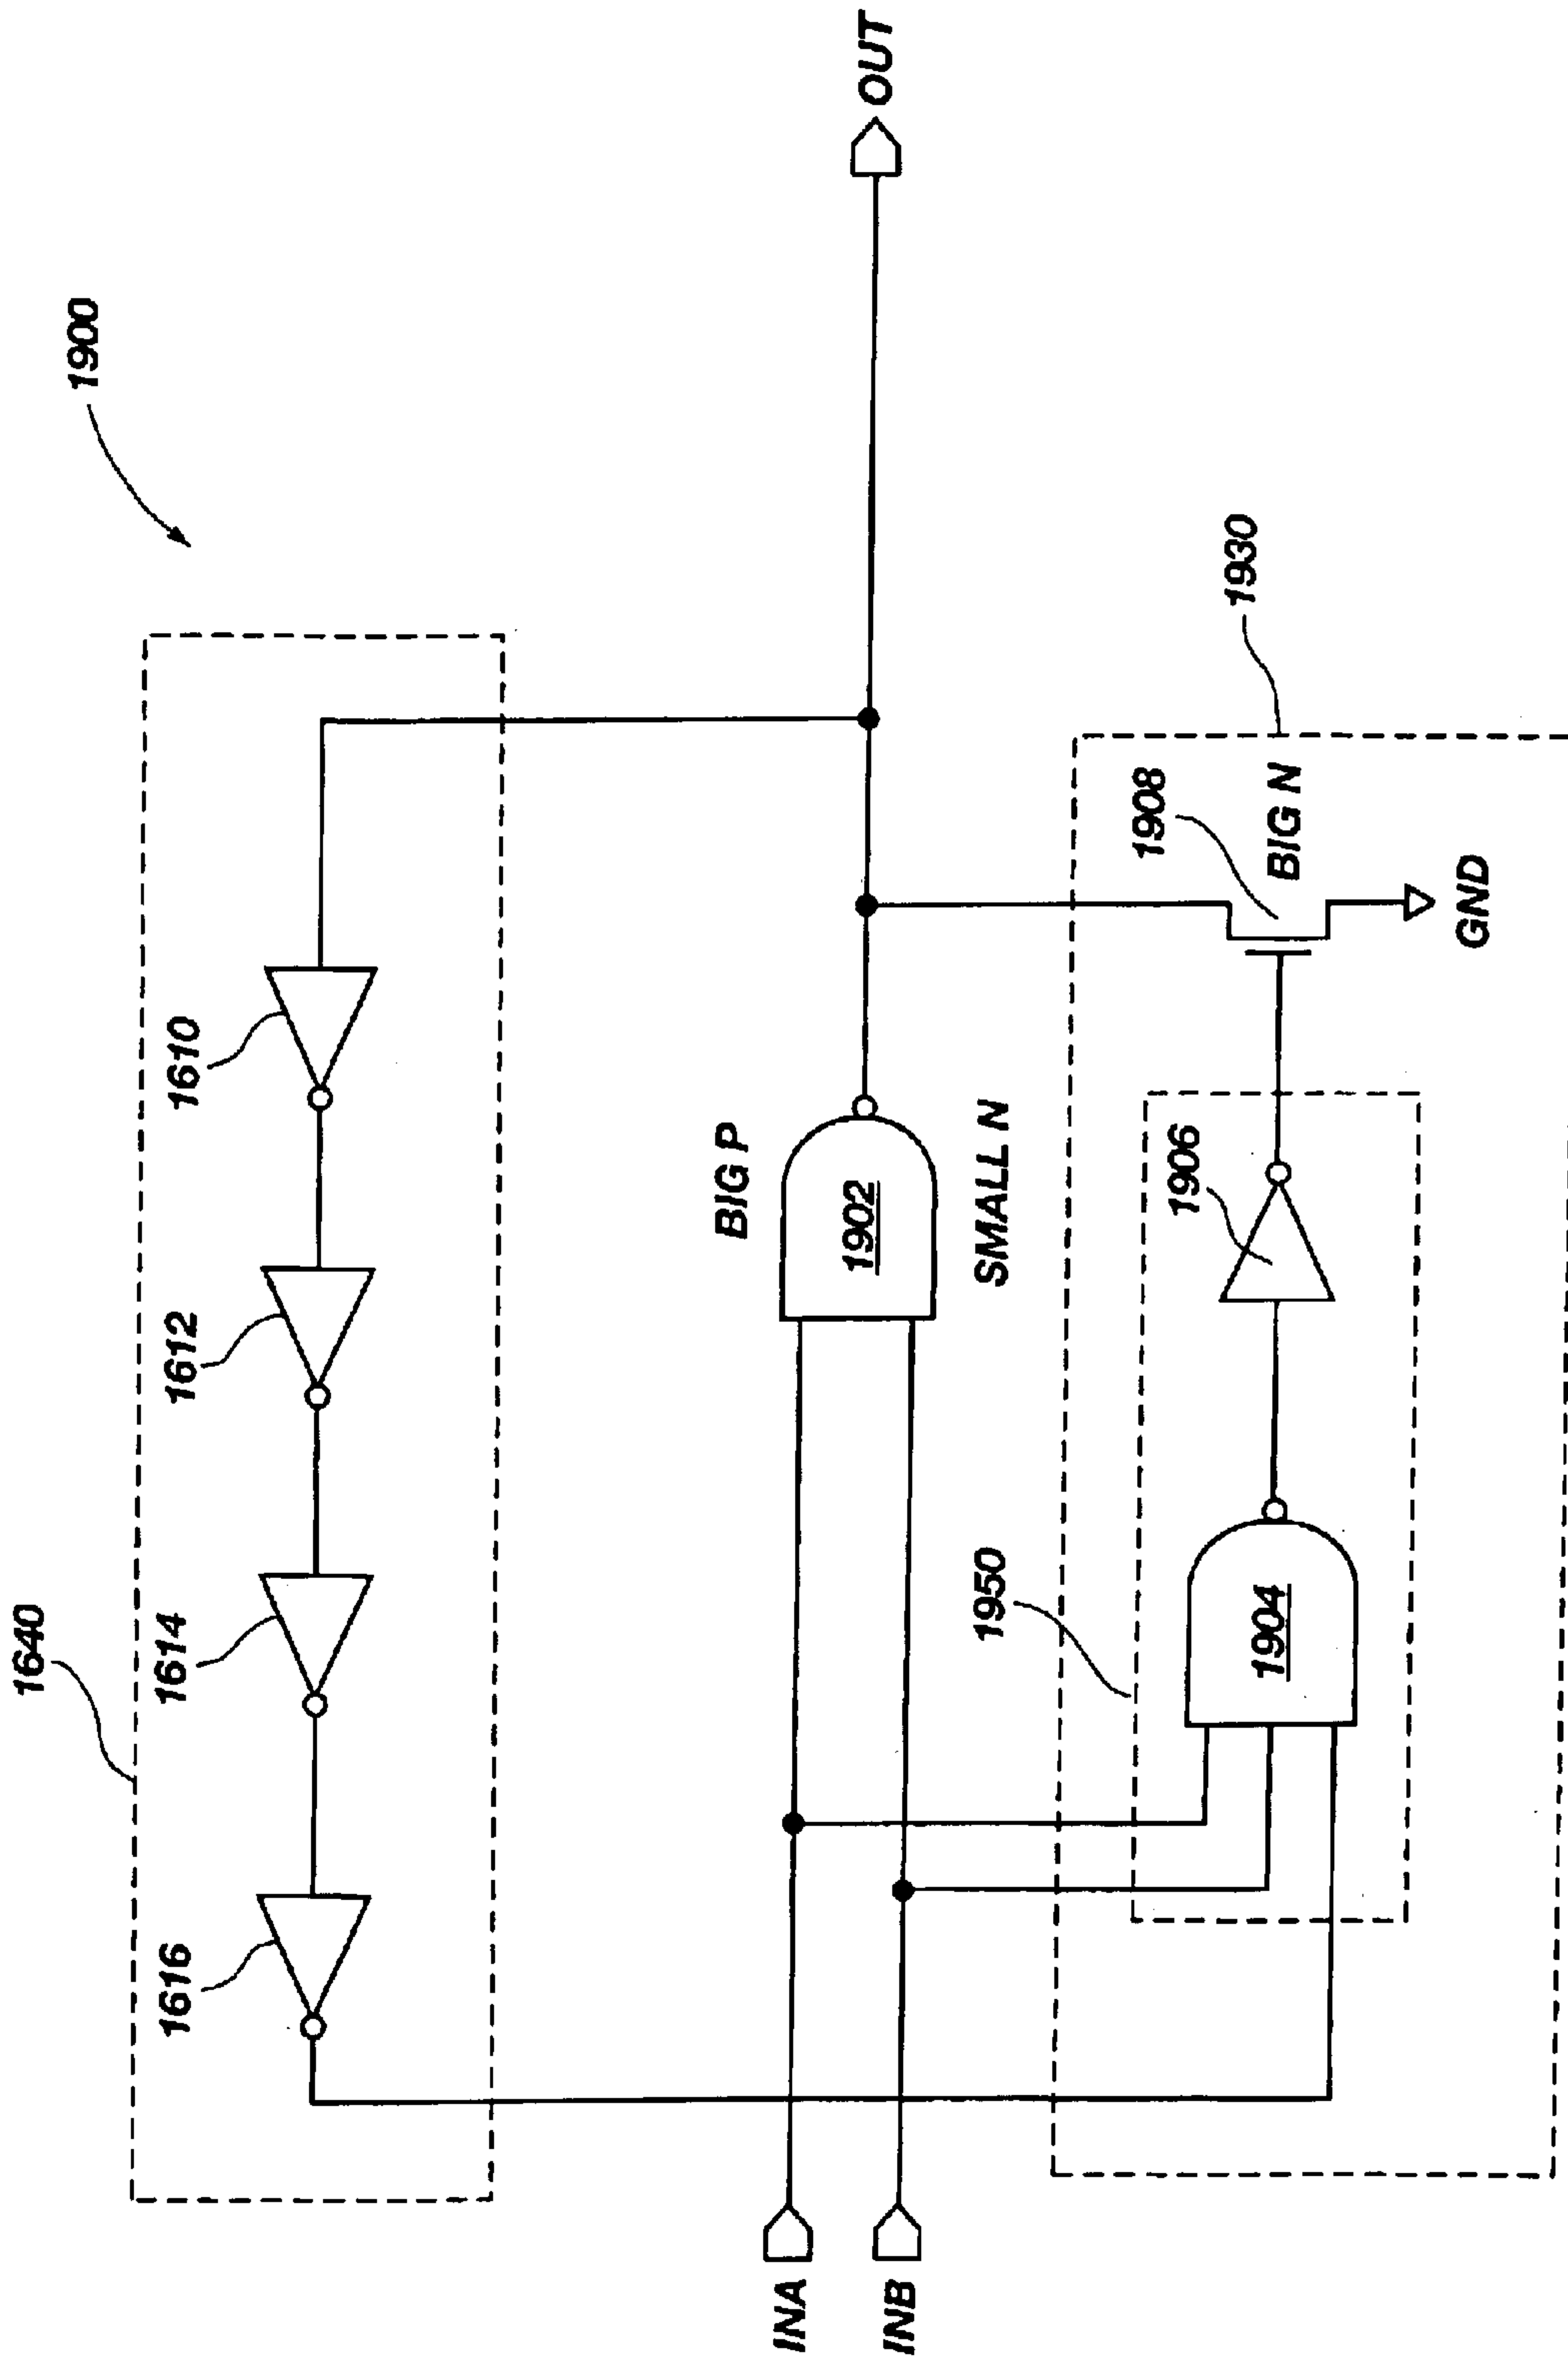 1900
1640
1616
1614
1612
1610
BIG P
1902
SMALL N
INA
INB
OUT
1950
1904
1906
1908
BIG N
1930
GND